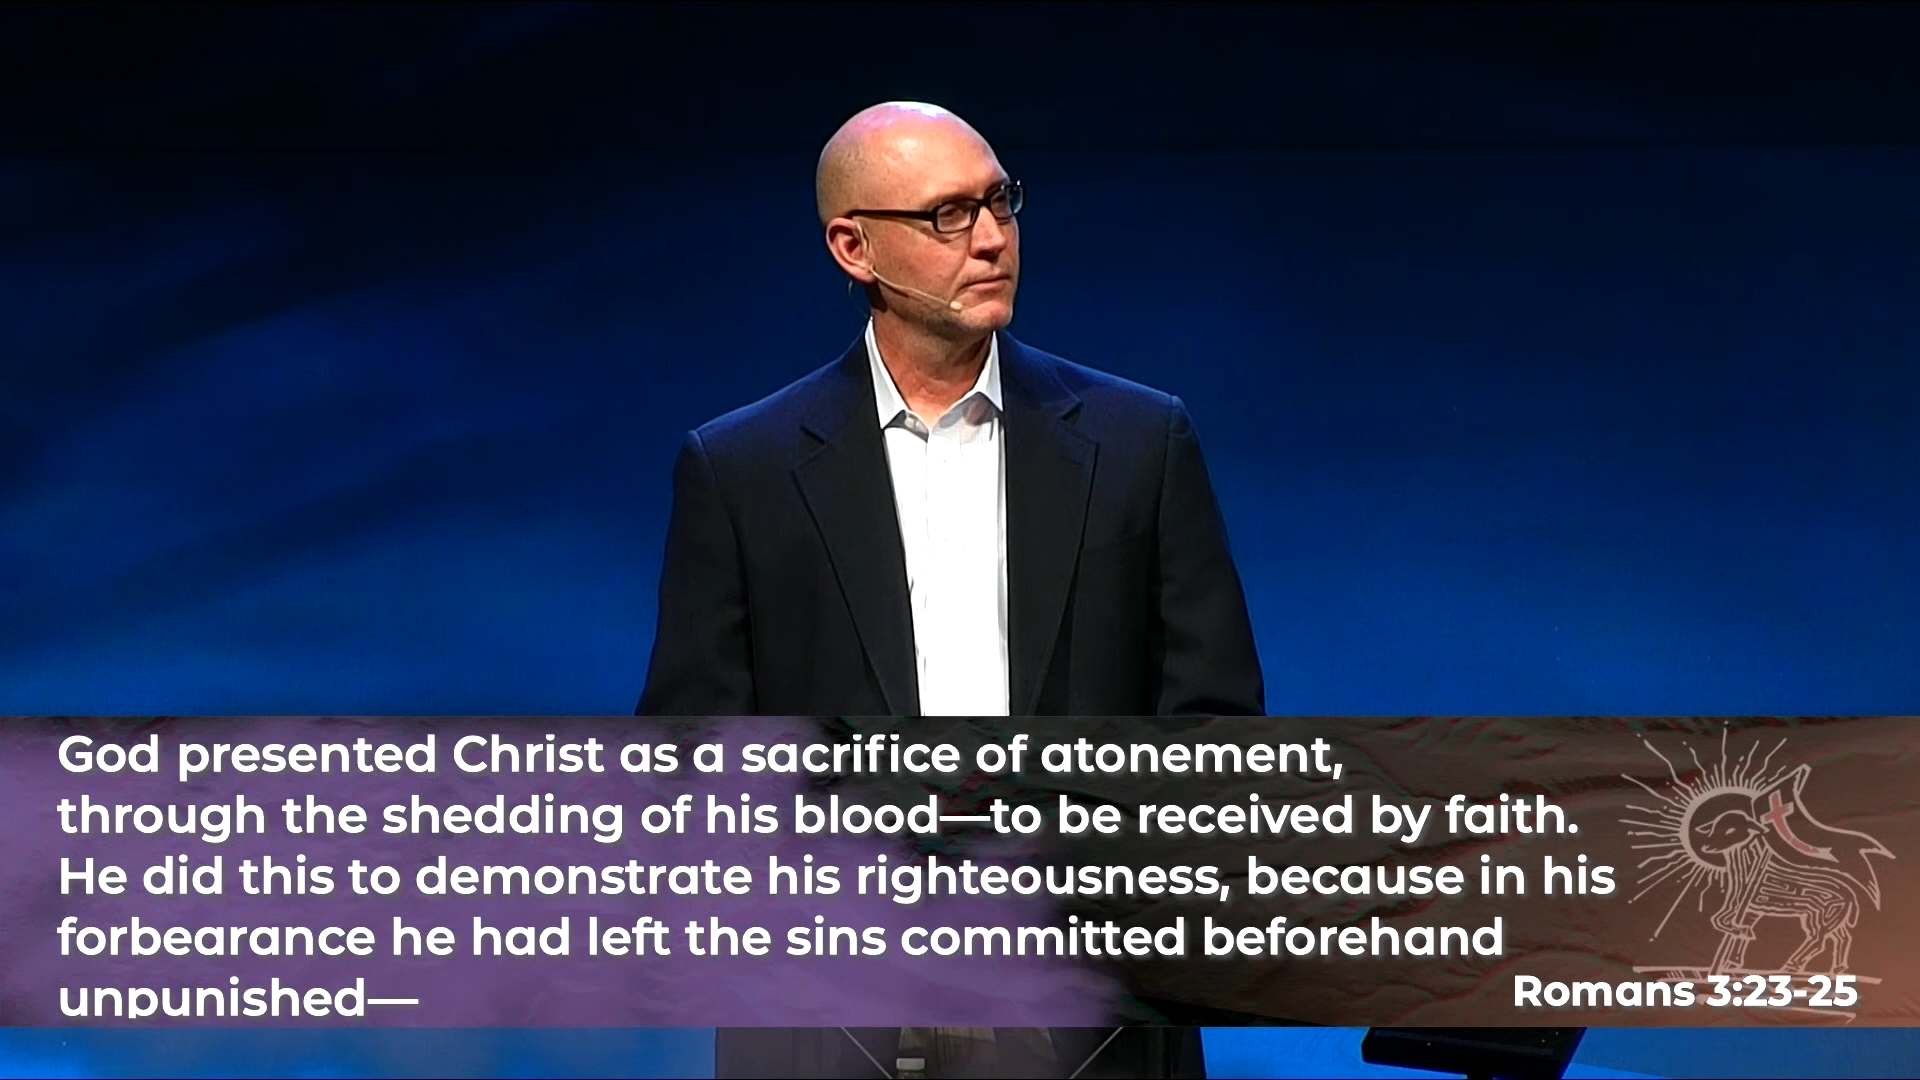 God presented Christ as a sacrifice of atonement,
through the shedding of his blood—to be received by faith.
He did this to demonstrate his righteousness, because in his
forbearance he had left the sins committed beforehand
unpunished—
Romans 3:23-25